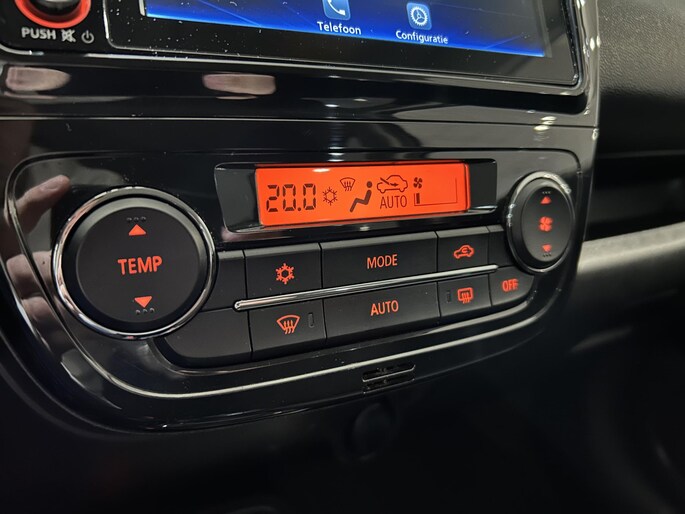 Telefoon
Configuratie
PUSH
20.0
AUTO
TEMP
MODE
AUTO
OFF